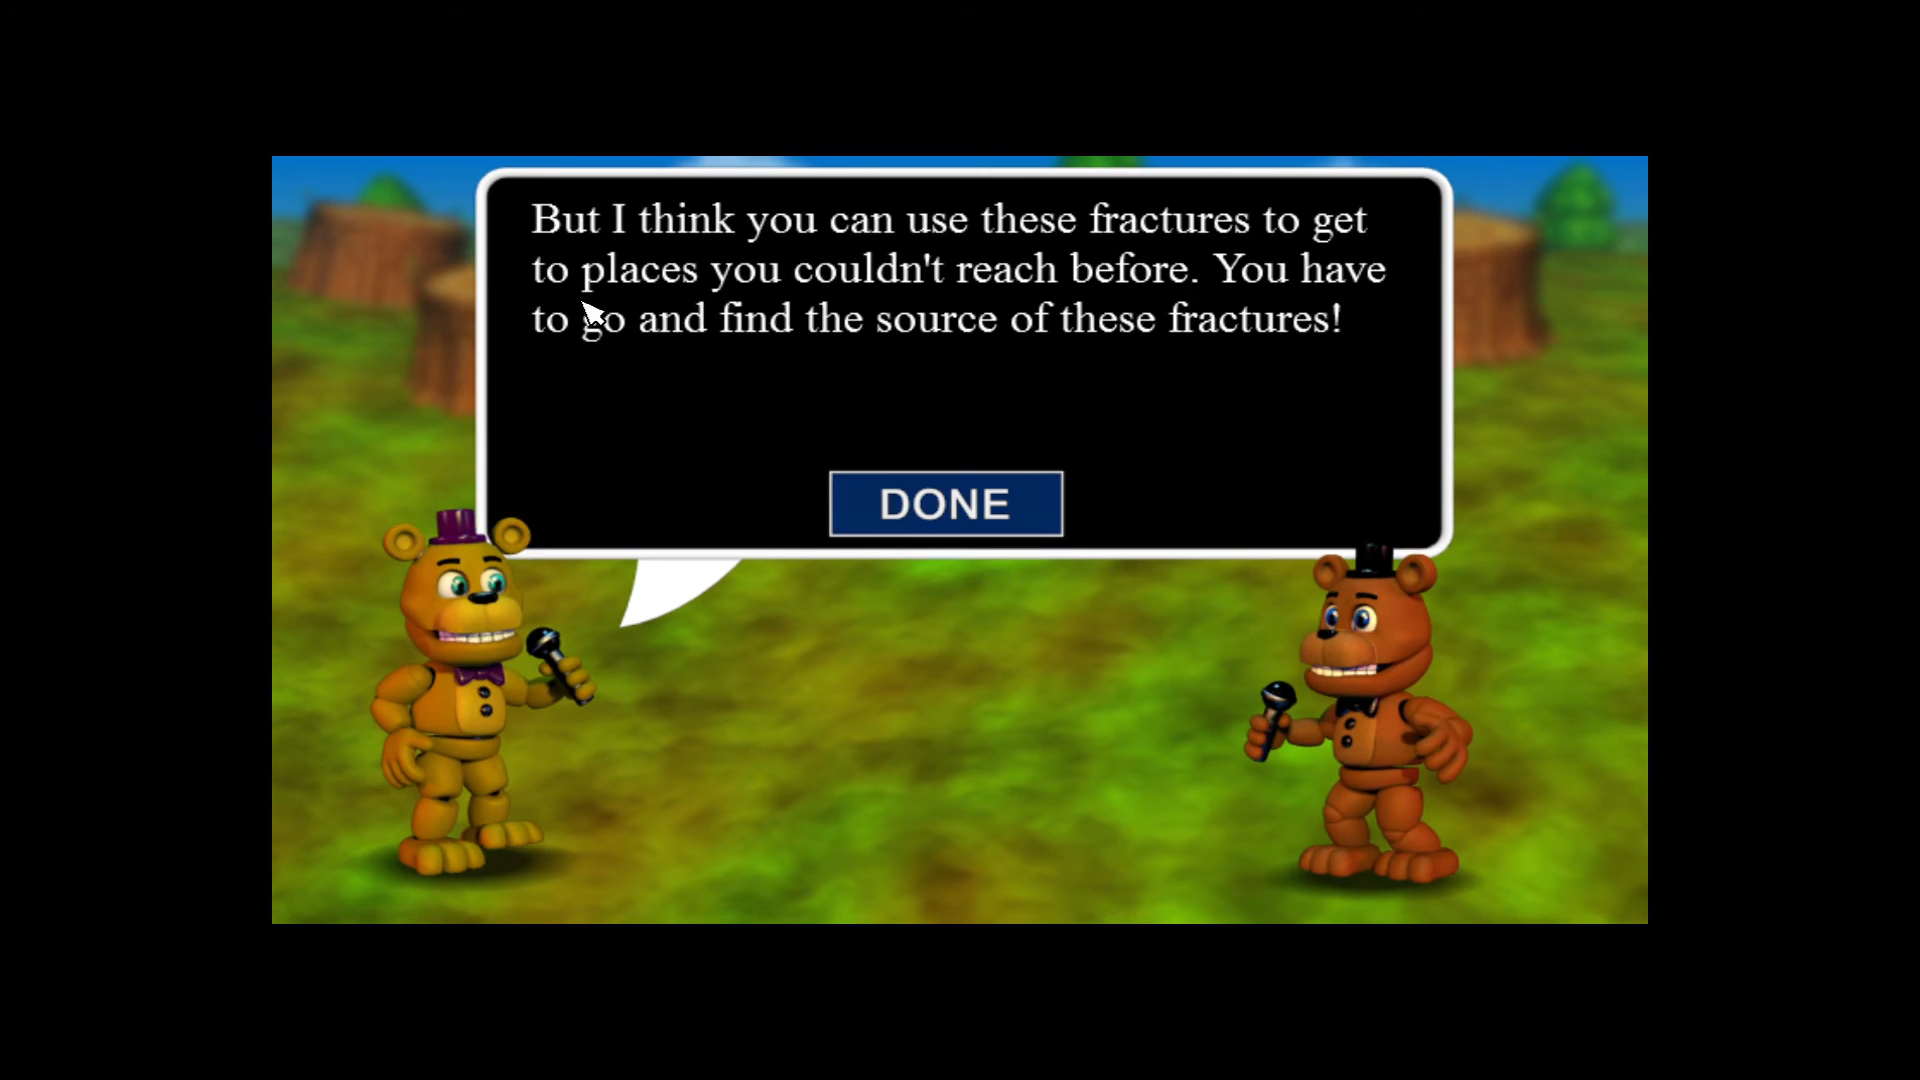 But I think you can use these fractures to get
to places you couldn't reach before. You have
to go and find the source of these fractures!
DONE